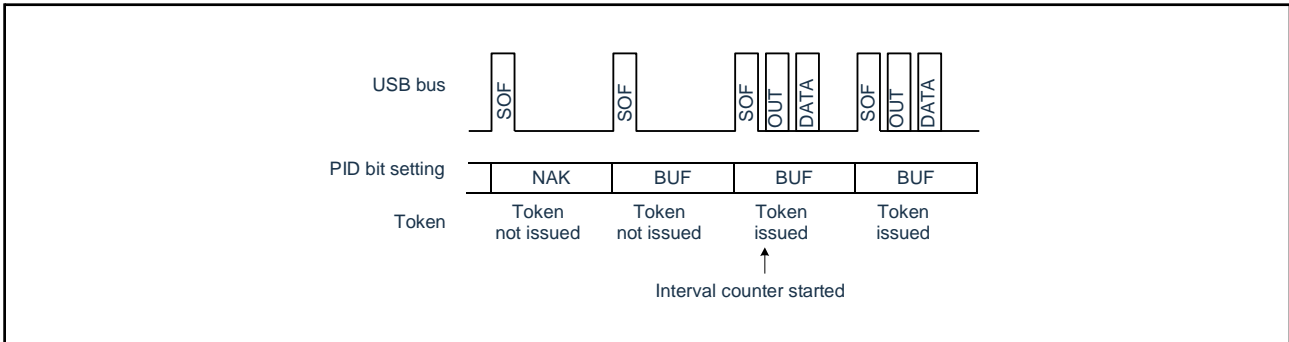 USB bus
SOF SOF SOF OUT DATA SOF OUT DATA
PID bit setting NAK BUF BUF BUF
Token Token not issued Token not issued Token issued Token issued
Interval counter started